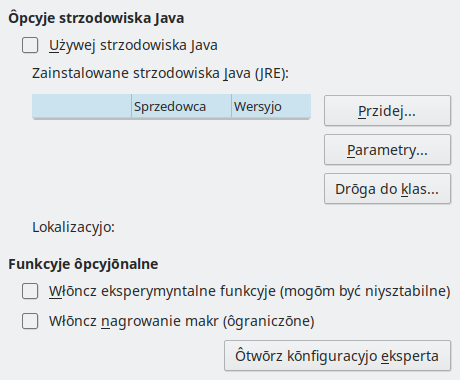 Ôpcyje strzodowiska Java
Używej strzodowiska Java
Zainstalowane strzodowiska Java (JRE):
Sprzedowca Wersyjo
Przidej...
Parametry...
Drōga do klas...
Lokalizacyjo:
Funkcyje ôpcyjōnalne
Włōncz eksperymyntalne funkcyje (mogōm być niysztabilne)
Włōncz nagrowanie makr (ôgraniczōne)
Ôtwōrz kōnfiguracyjo eksperta